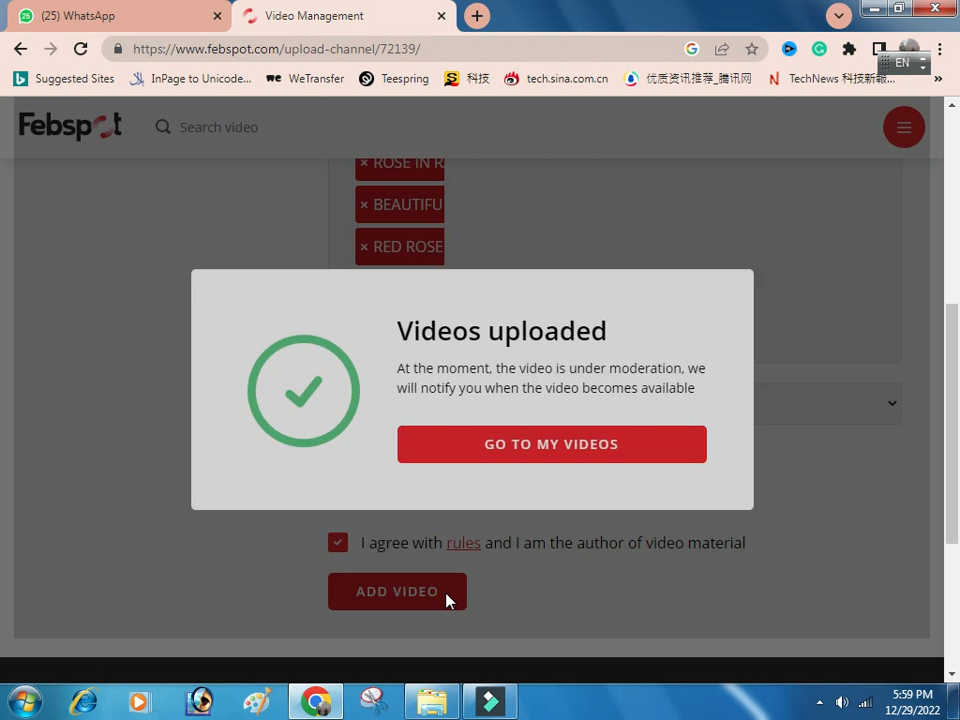 (25) WhatsApp
Video Management
https://www.febspot.com/upload-channel/72139/
Suggested Sites
InPage to Unicode...
WeTransfer
Teespring
科技
tech.sina.com.cn
优质资讯推荐_腾讯网
TechNews 科技新報...
EN
Febspot
Search video
× ROSE IN R
× BEAUTIFU
× RED ROSE
Videos uploaded
At the moment, the video is under moderation, we
will notify you when the video becomes available
GO TO MY VIDEOS
I agree with rules and I am the author of video material
ADD VIDEO
5:59 PM
12/29/2022